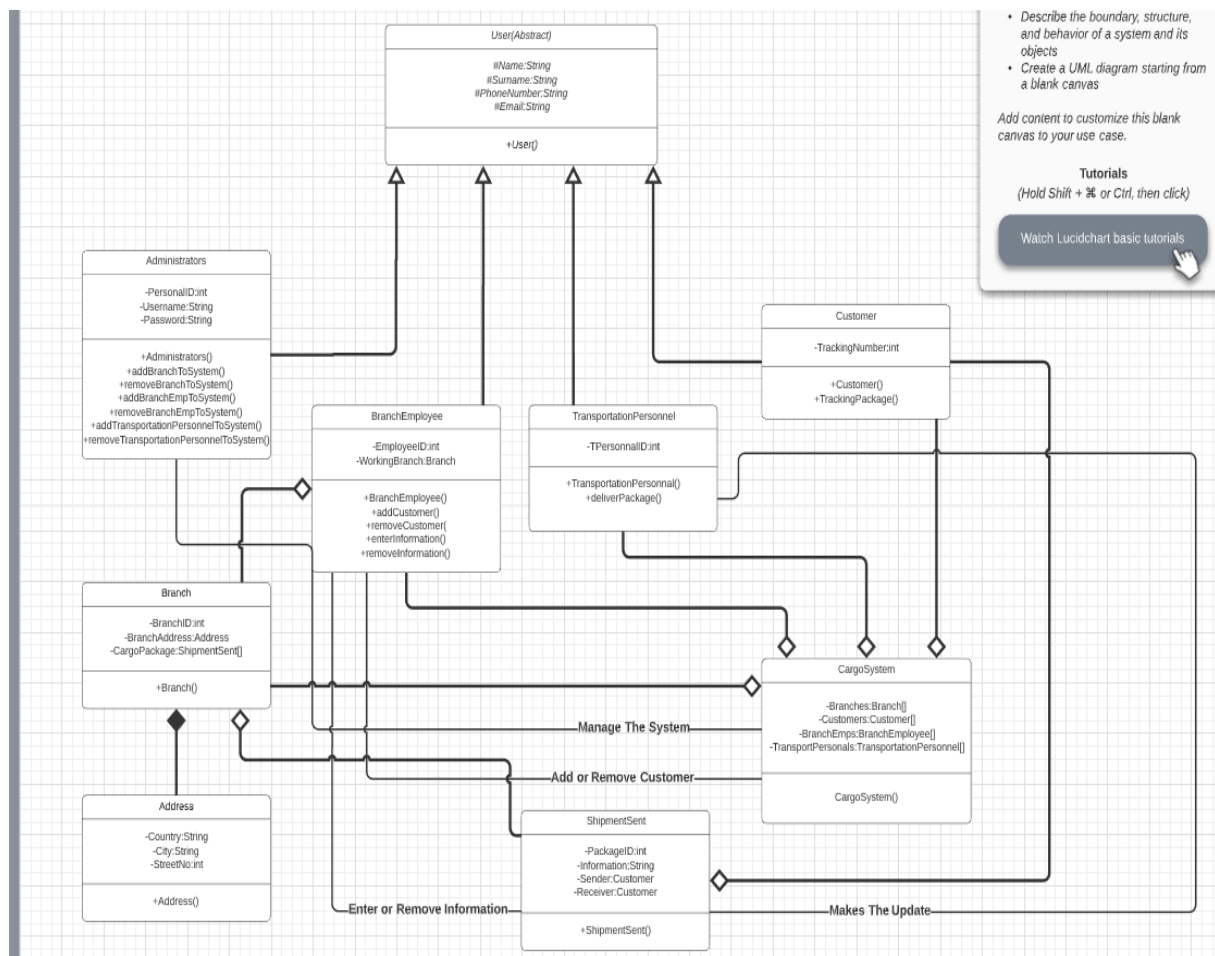 User(Abstract)
#Name:String
#Surname:String
#PhoneNumber:String
#Email:String
+User()
• Describe the boundary, structure,
and behavior of a system and its
objects
• Create a UML diagram starting from
a blank canvas
Add content to customize this blank
canvas to your use case.
Tutorials
(Hold Shift + ⌘ or Ctrl, then click)
Watch Lucidchart basic tutorials
Administrators
-PersonalID:int
-Username:String
-Password:String
+Administrators()
+addBranchToSystem()
+removeBranchToSystem()
+addBranchEmpToSystem()
+removeBranchEmpToSystem()
+addTransportationPersonnelToSystem()
+removeTransportationPersonnelToSystem()
BranchEmployee
-EmployeeID:int
-WorkingBranch:Branch
+BranchEmployee()
+addCustomer()
+removeCustomer(
+enterInformation()
+removeInformation()
TransportationPersonnel
-TPersonnalID:int
+TransportationPersonnal()
+deliverPackage()
Customer
-TrackingNumber:int
+Customer()
+TrackingPackage()
Branch
-BranchID:int
-BranchAddress:Address
-CargoPackage:ShipmentSent[]
+Branch()
CargoSystem
-Branches:Branch[]
-Customers:Customer[]
-BranchEmps:BranchEmployee[]
-TransportPersonals:TransportationPersonnel[]
CargoSystem()
Manage The System
Add or Remove Customer
Address
-Country:String
-City:String
-StreetNo:int
+Address()
ShipmentSent
-PackageID:int
-Information:String
-Sender:Customer
-Receiver:Customer
+ShipmentSent()
Enter or Remove Information
Makes The Update